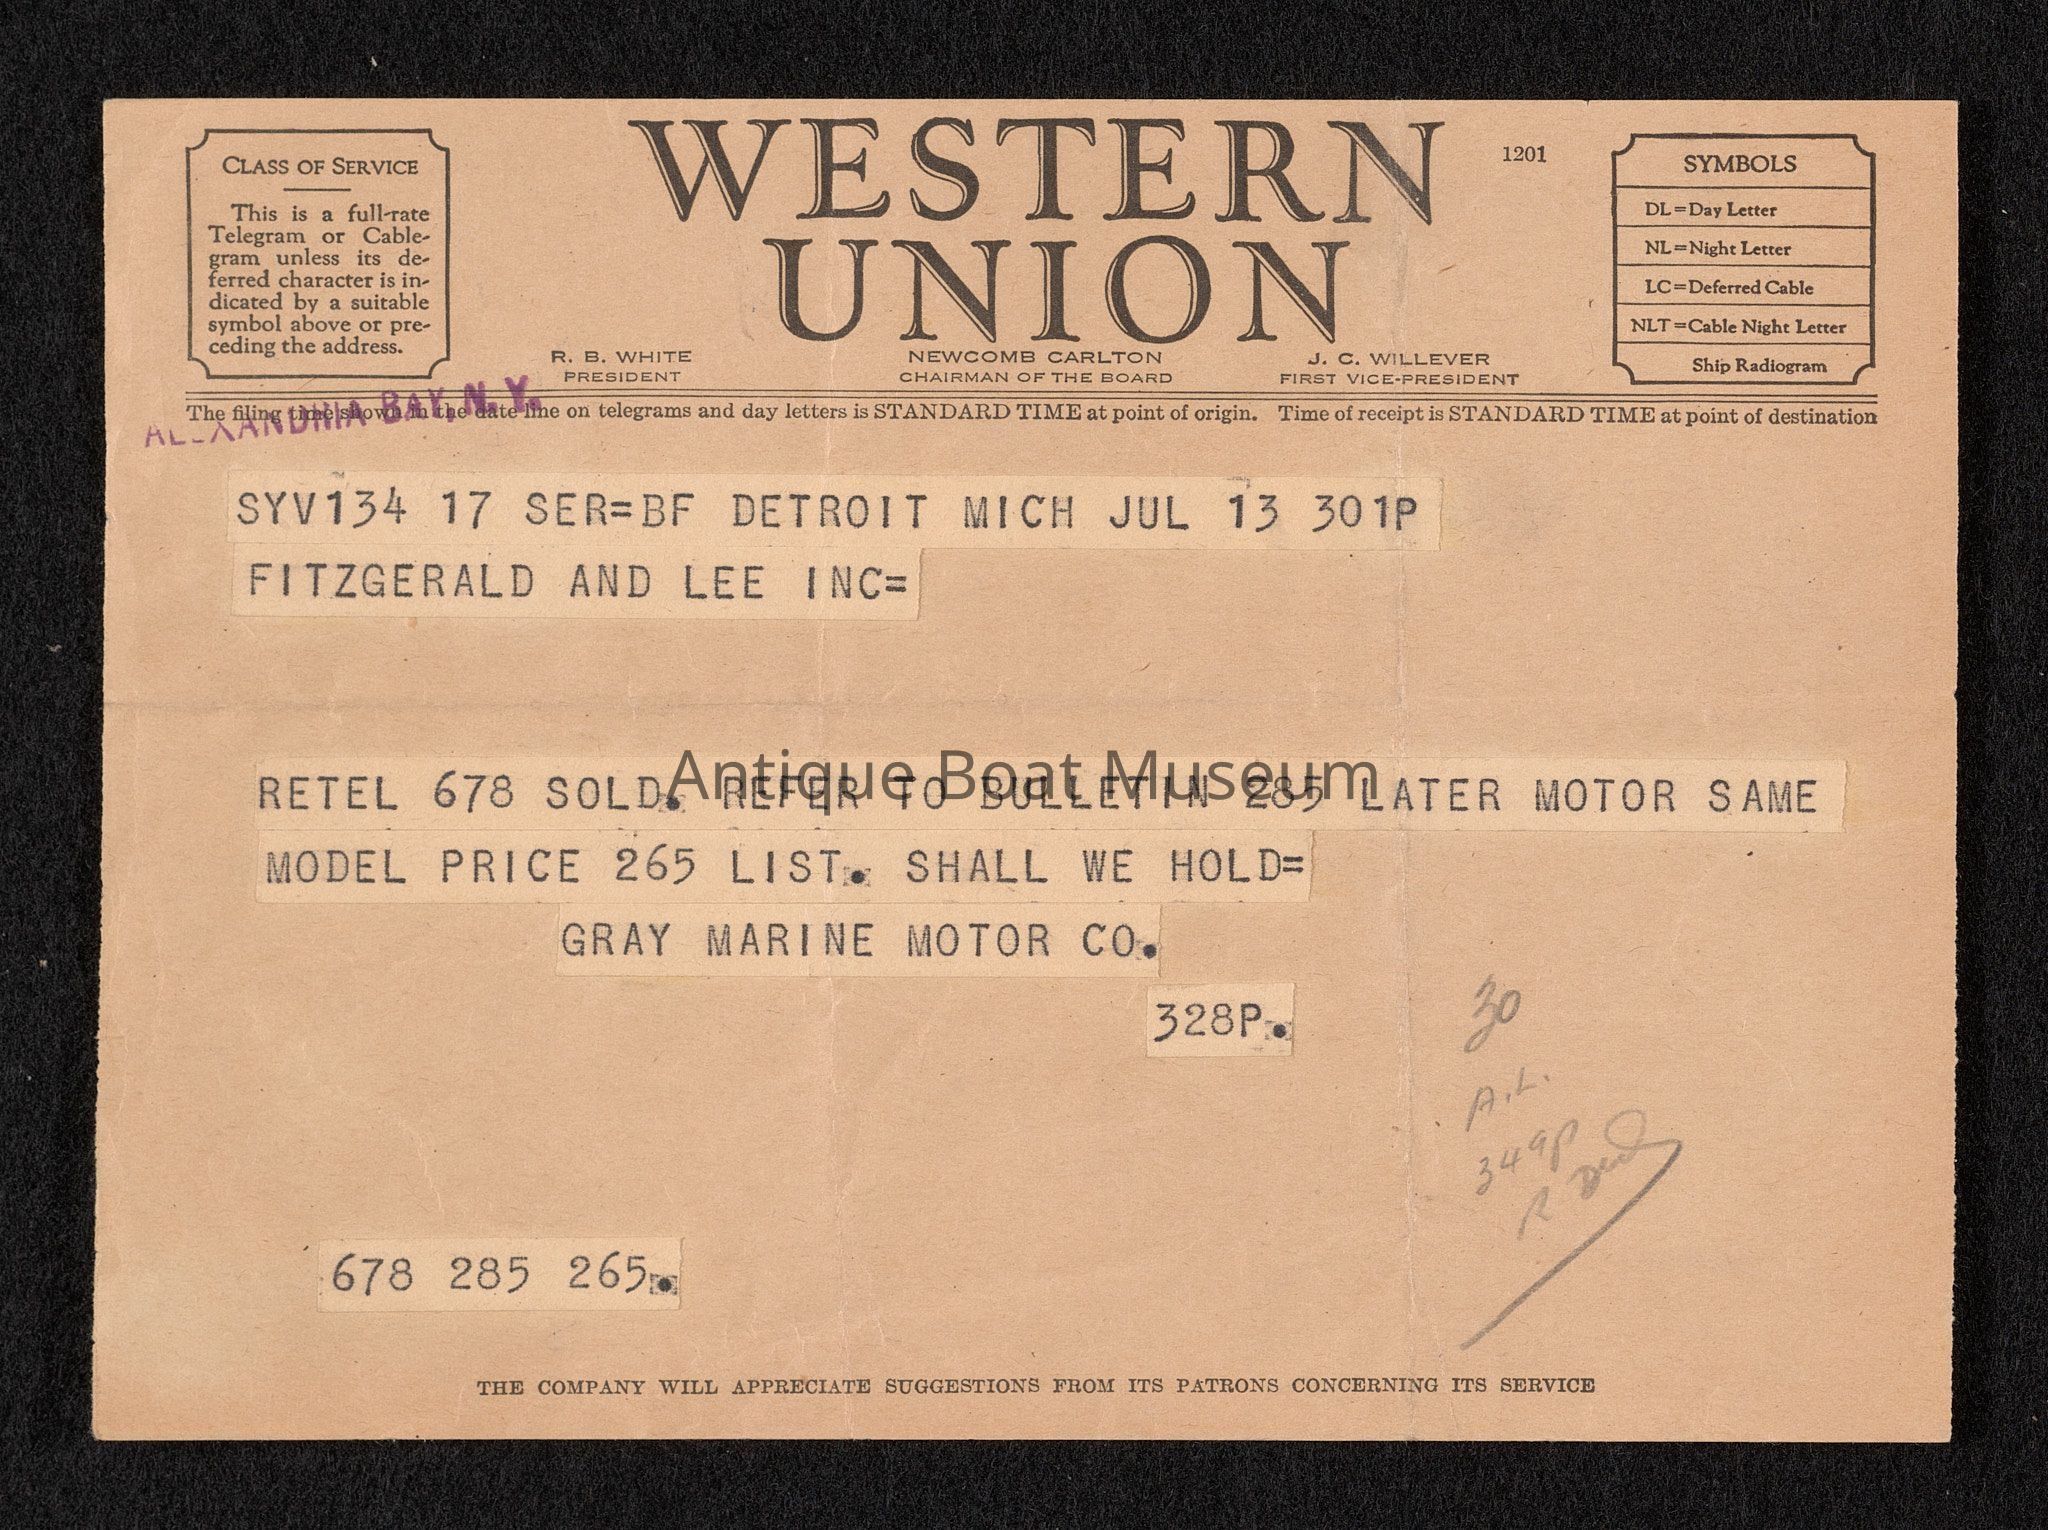 CLASS OF SERVICE
This is a full-rate
Telegram or Cable-
gram unless its de-
ferred character is in-
dicated by a suitable
symbol above or pre-
ceding the address.
WESTERN
UNION
1201
SYMBOLS
DL=Day Letter
NL=Night Letter
LC=Deferred Cable
NLT=Cable Night Letter
Ship Radiogram
R. B. WHITE
PRESIDENT
NEWCOMB CARLTON
CHAIRMAN OF THE BOARD
J. C. WILLEVER
FIRST VICE-PRESIDENT
The filing time shown in the date line on telegrams and day letters is STANDARD TIME at point of origin. Time of receipt is STANDARD TIME at point of destination
ALEXANDRIA BAY, N.Y.
SYV134 17 SER=BF DETROIT MICH JUL 13 301P
FITZGERALD AND LEE INC=
Antique Boat Museum
RETEL 678 SOLD. REFER TO BULLETIN 285 LATER MOTOR SAME
MODEL PRICE 265 LIST. SHALL WE HOLD=
GRAY MARINE MOTOR CO.
328P.
30
A.L.
349P
678 285 265.
THE COMPANY WILL APPRECIATE SUGGESTIONS FROM ITS PATRONS CONCERNING ITS SERVICE